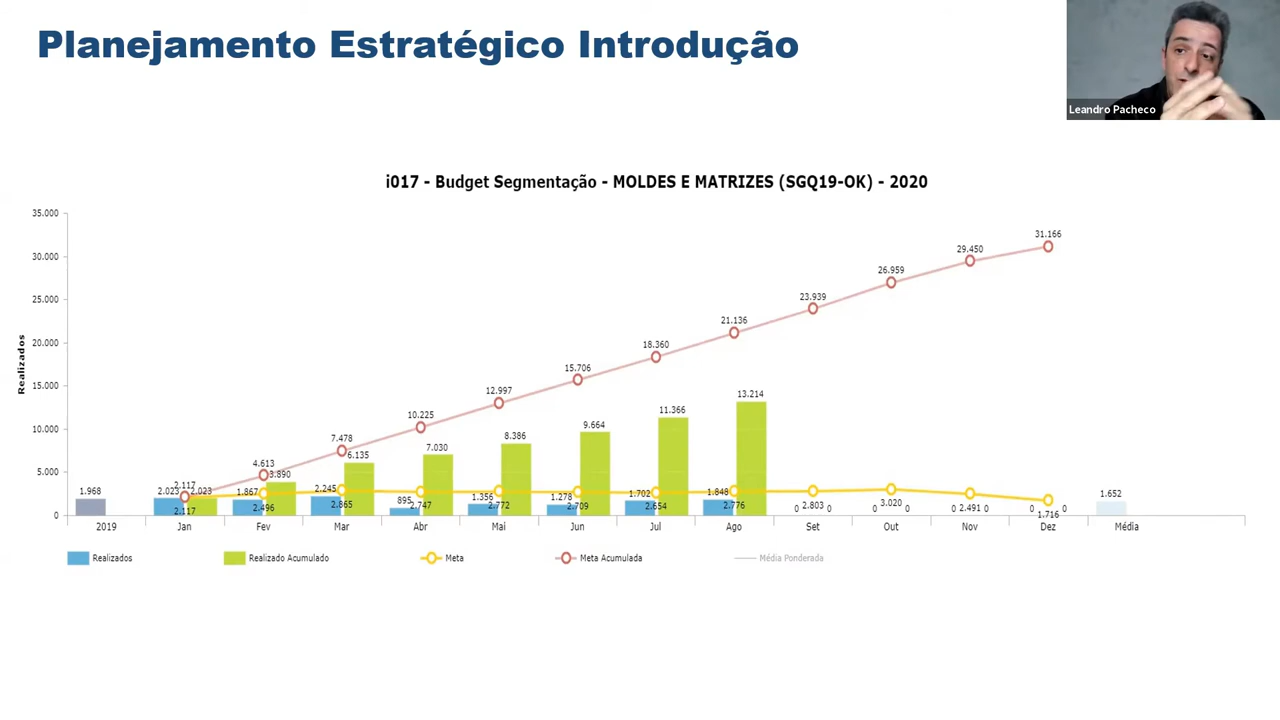 Planejamento Estratégico Introdução
Leandro Pacheco
i017 - Budget Segmentação - MOLDES E MATRIZES (SGQ19-OK) - 2020
Realizados
35.000
30.000
25.000
20.000
15.000
10.000
5.000
0
1.968
2.023 2.117 2.023 2.117
1.867 4.613 3.890 2.496
2.245 7.478 6.135 2.865
895 10.225 7.030 2.747
1.356 12.997 8.386 2.772
1.278 15.706 9.664 2.709
1.702 18.360 11.366 2.654
1.848 21.136 13.214 2.776
0 23.939 2.803 0
0 26.959 3.020 0
0 29.450 2.491 0
0 31.166 1.716 0
1.652
2019 Jan Fev Mar Abr Mai Jun Jul Ago Set Out Nov Dez Média
Realizados Realizado Acumulado Meta Meta Acumulada Média Ponderada